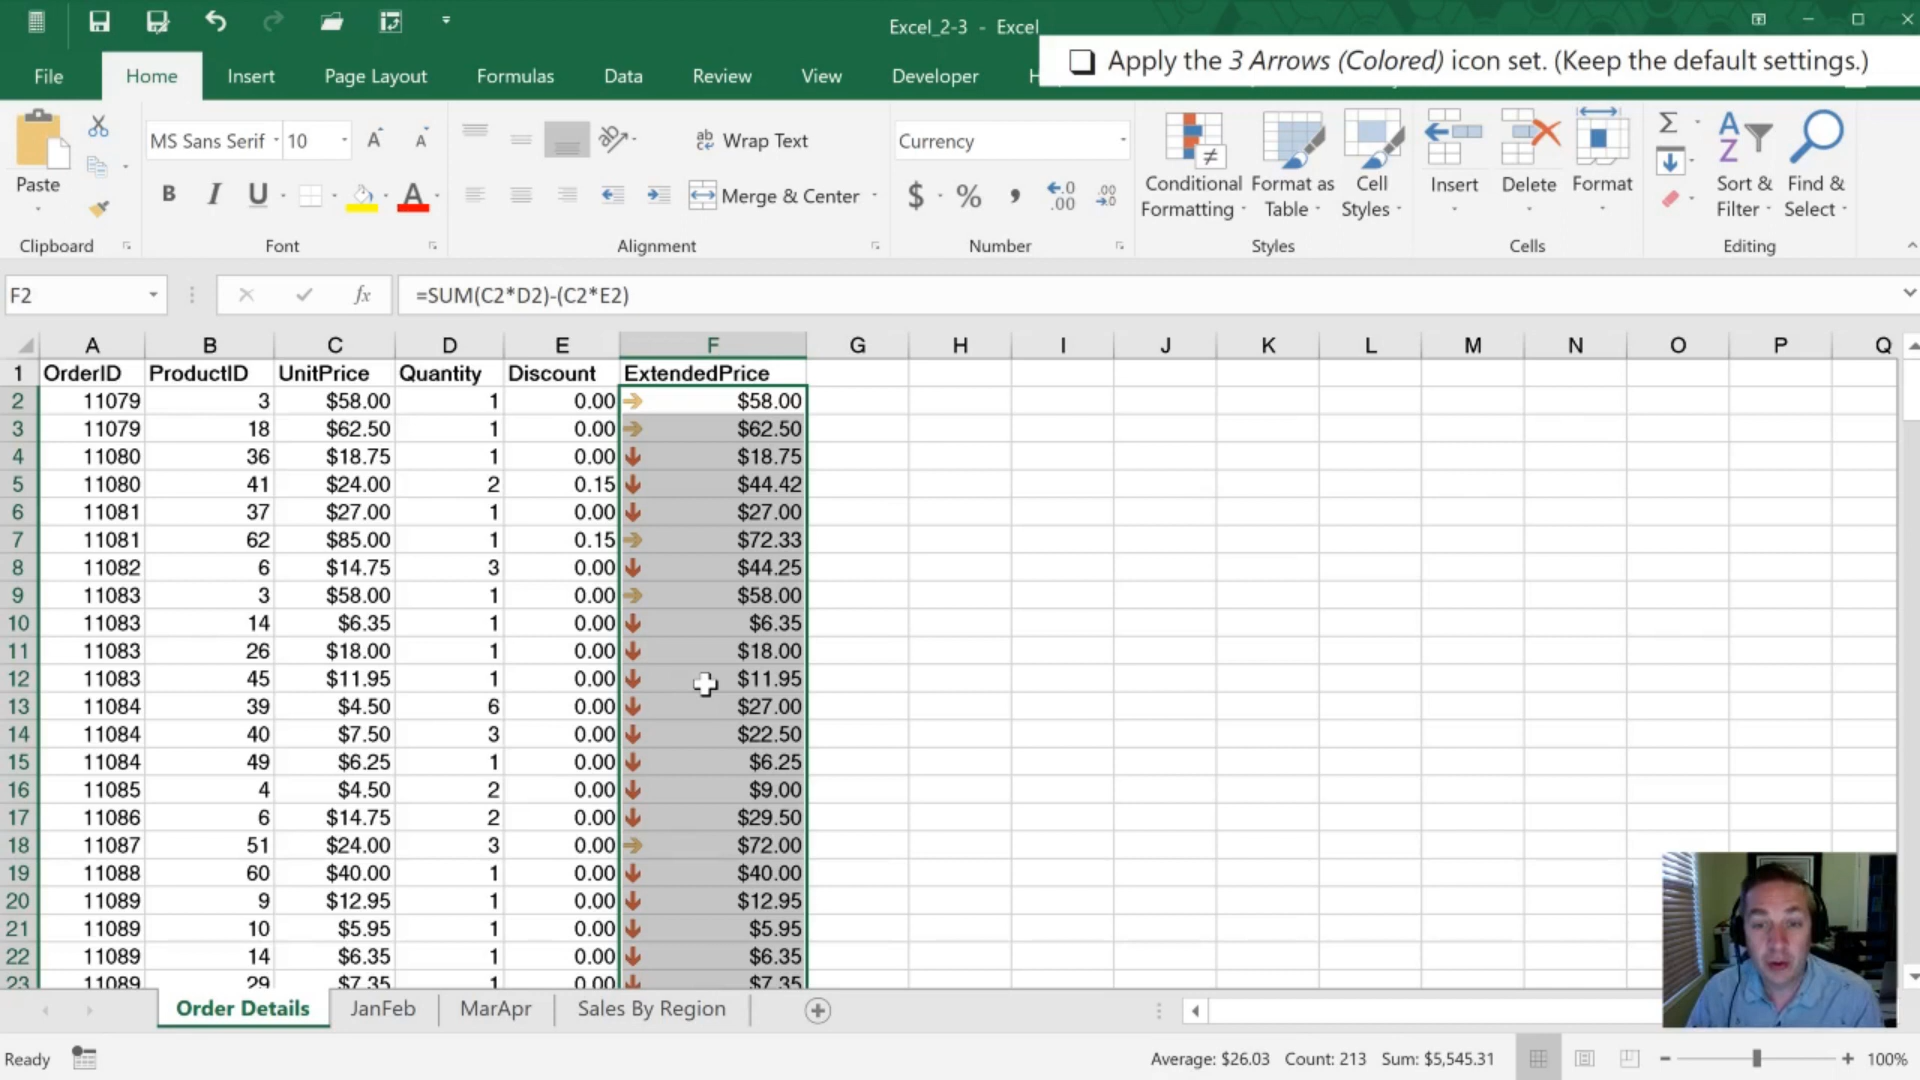 Excel_2-3 - Excel
Apply the 3 Arrows (Colored) icon set. (Keep the default settings.)
File Home Insert Page Layout Formulas Data Review View Developer
MS Sans Serif 10 Wrap Text Currency
Paste B I U A Merge & Center $ % , Conditional Formatting Format as Table Cell Styles Insert Delete Format Sort & Filter Find & Select
Clipboard Font Alignment Number Styles Cells Editing
F2 fx =SUM(C2*D2)-(C2*E2)
A B C D E F G H I J K L M N O P Q
1 OrderID ProductID UnitPrice Quantity Discount ExtendedPrice
2 11079 3 $58.00 1 0.00 $58.00
3 11079 18 $62.50 1 0.00 $62.50
4 11080 36 $18.75 1 0.00 $18.75
5 11080 41 $24.00 2 0.15 $44.42
6 11081 37 $27.00 1 0.00 $27.00
7 11081 62 $85.00 1 0.15 $72.33
8 11082 6 $14.75 3 0.00 $44.25
9 11083 3 $58.00 1 0.00 $58.00
10 11083 14 $6.35 1 0.00 $6.35
11 11083 26 $18.00 1 0.00 $18.00
12 11083 45 $11.95 1 0.00 $11.95
13 11084 39 $4.50 6 0.00 $27.00
14 11084 40 $7.50 3 0.00 $22.50
15 11084 49 $6.25 1 0.00 $6.25
16 11085 4 $4.50 2 0.00 $9.00
17 11086 6 $14.75 2 0.00 $29.50
18 11087 51 $24.00 3 0.00 $72.00
19 11088 60 $40.00 1 0.00 $40.00
20 11089 9 $12.95 1 0.00 $12.95
21 11089 10 $5.95 1 0.00 $5.95
22 11089 14 $6.35 1 0.00 $6.35
23 11089 29 $7.35 1 0.00 $7.35
Order Details JanFeb MarApr Sales By Region
Ready Average: $26.03 Count: 213 Sum: $5,545.31 100%